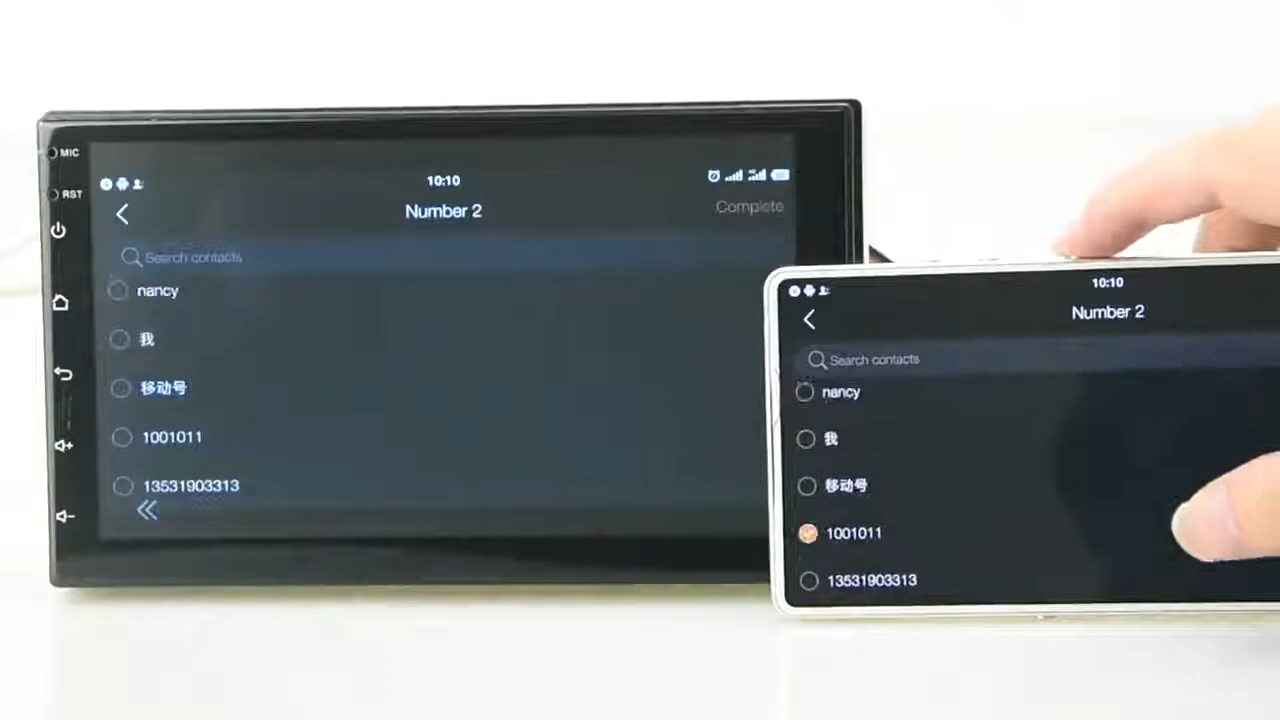 MIC
RST
10:10
Number 2
Complete
Search contacts
nancy
我
移动号
1001011
13531903313
10:10
Number 2
Search contacts
nancy
我
移动号
1001011
13531903313